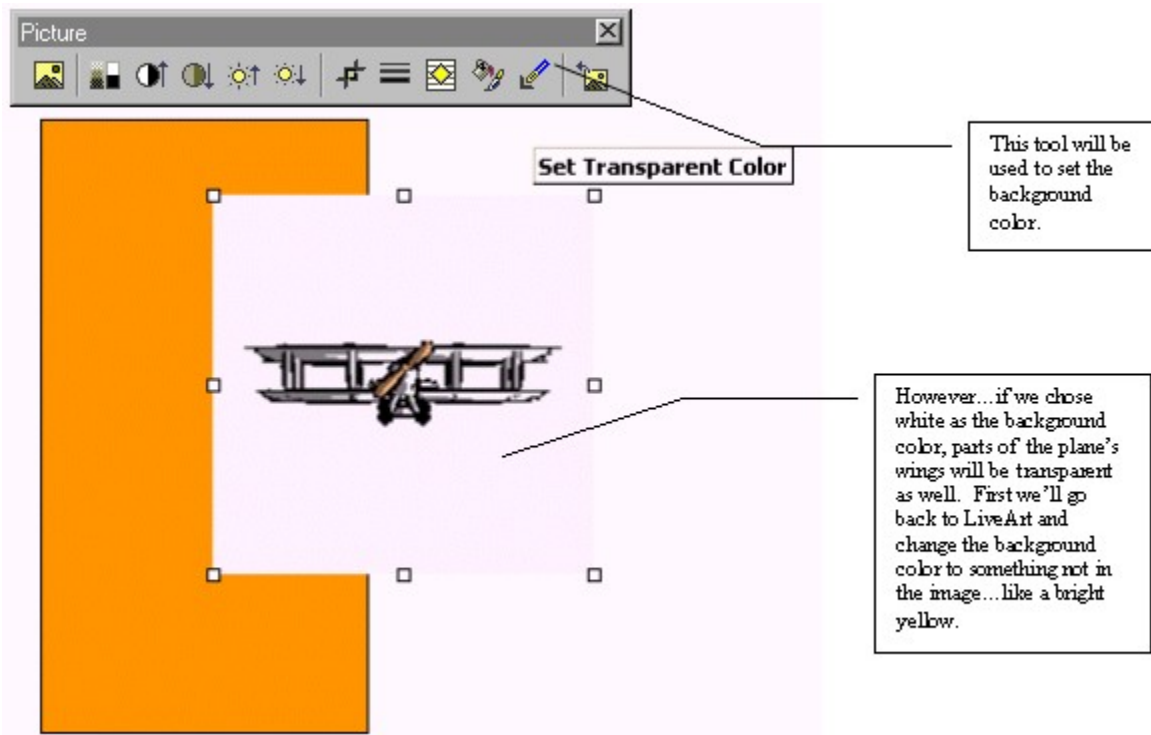 Picture
Set Transparent Color
This tool will be
used to set the
background
color.
However...if we chose
white as the background
color, parts of the plane's
wings will be transparent
as well.  First we'll go
back to LiveArt and
change the background
color to something not in
the image...like a bright
yellow.